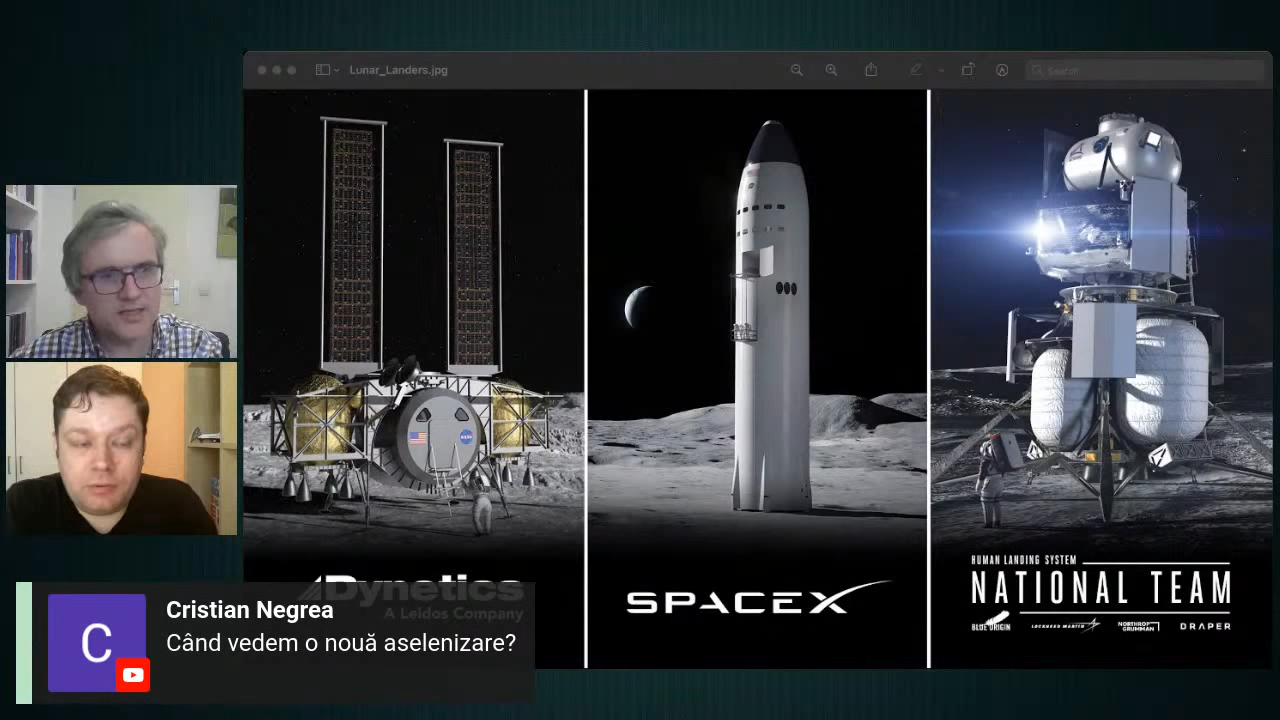 Lunar_Landers.jpg
Search
Dynetics
A Leidos Company
SPACEX
HUMAN LANDING SYSTEM
NATIONAL TEAM
BLUE ORIGIN LOCKHEED MARTIN NORTHROP GRUMMAN DRAPER
C
Cristian Negrea
Când vedem o nouă aselenizare?